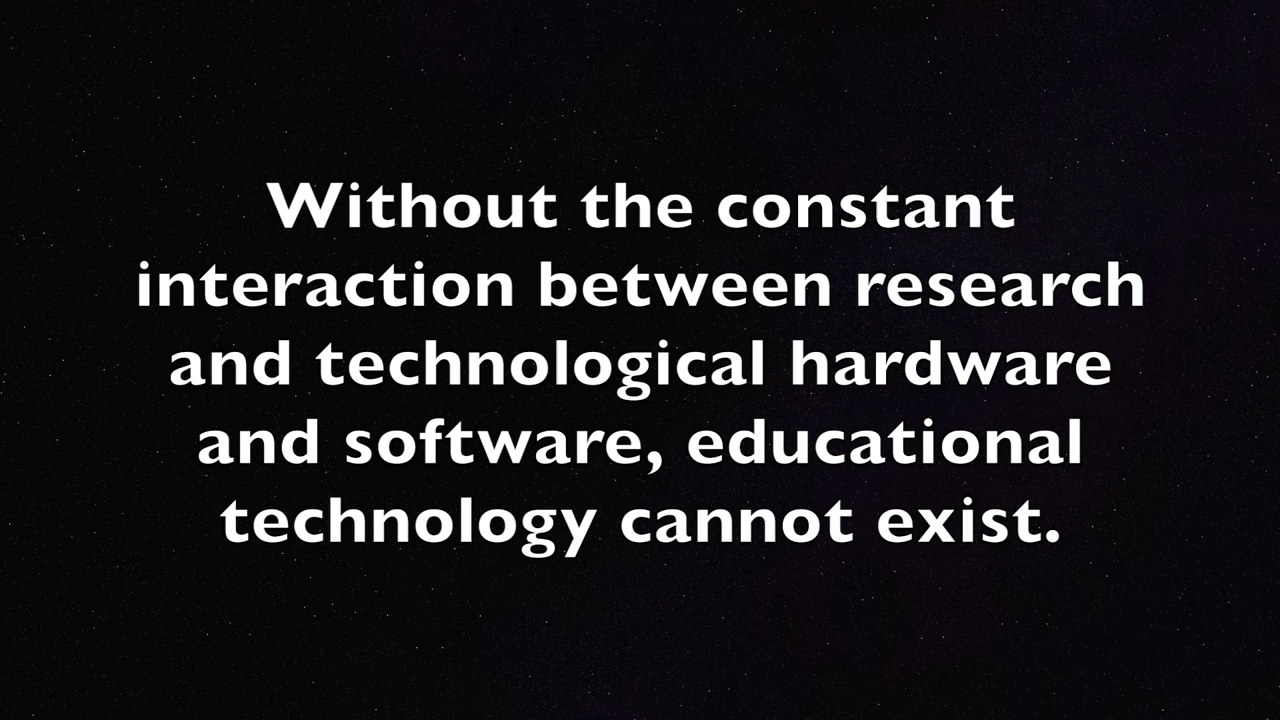 Without the constant
interaction between research
and technological hardware
and software, educational
technology cannot exist.